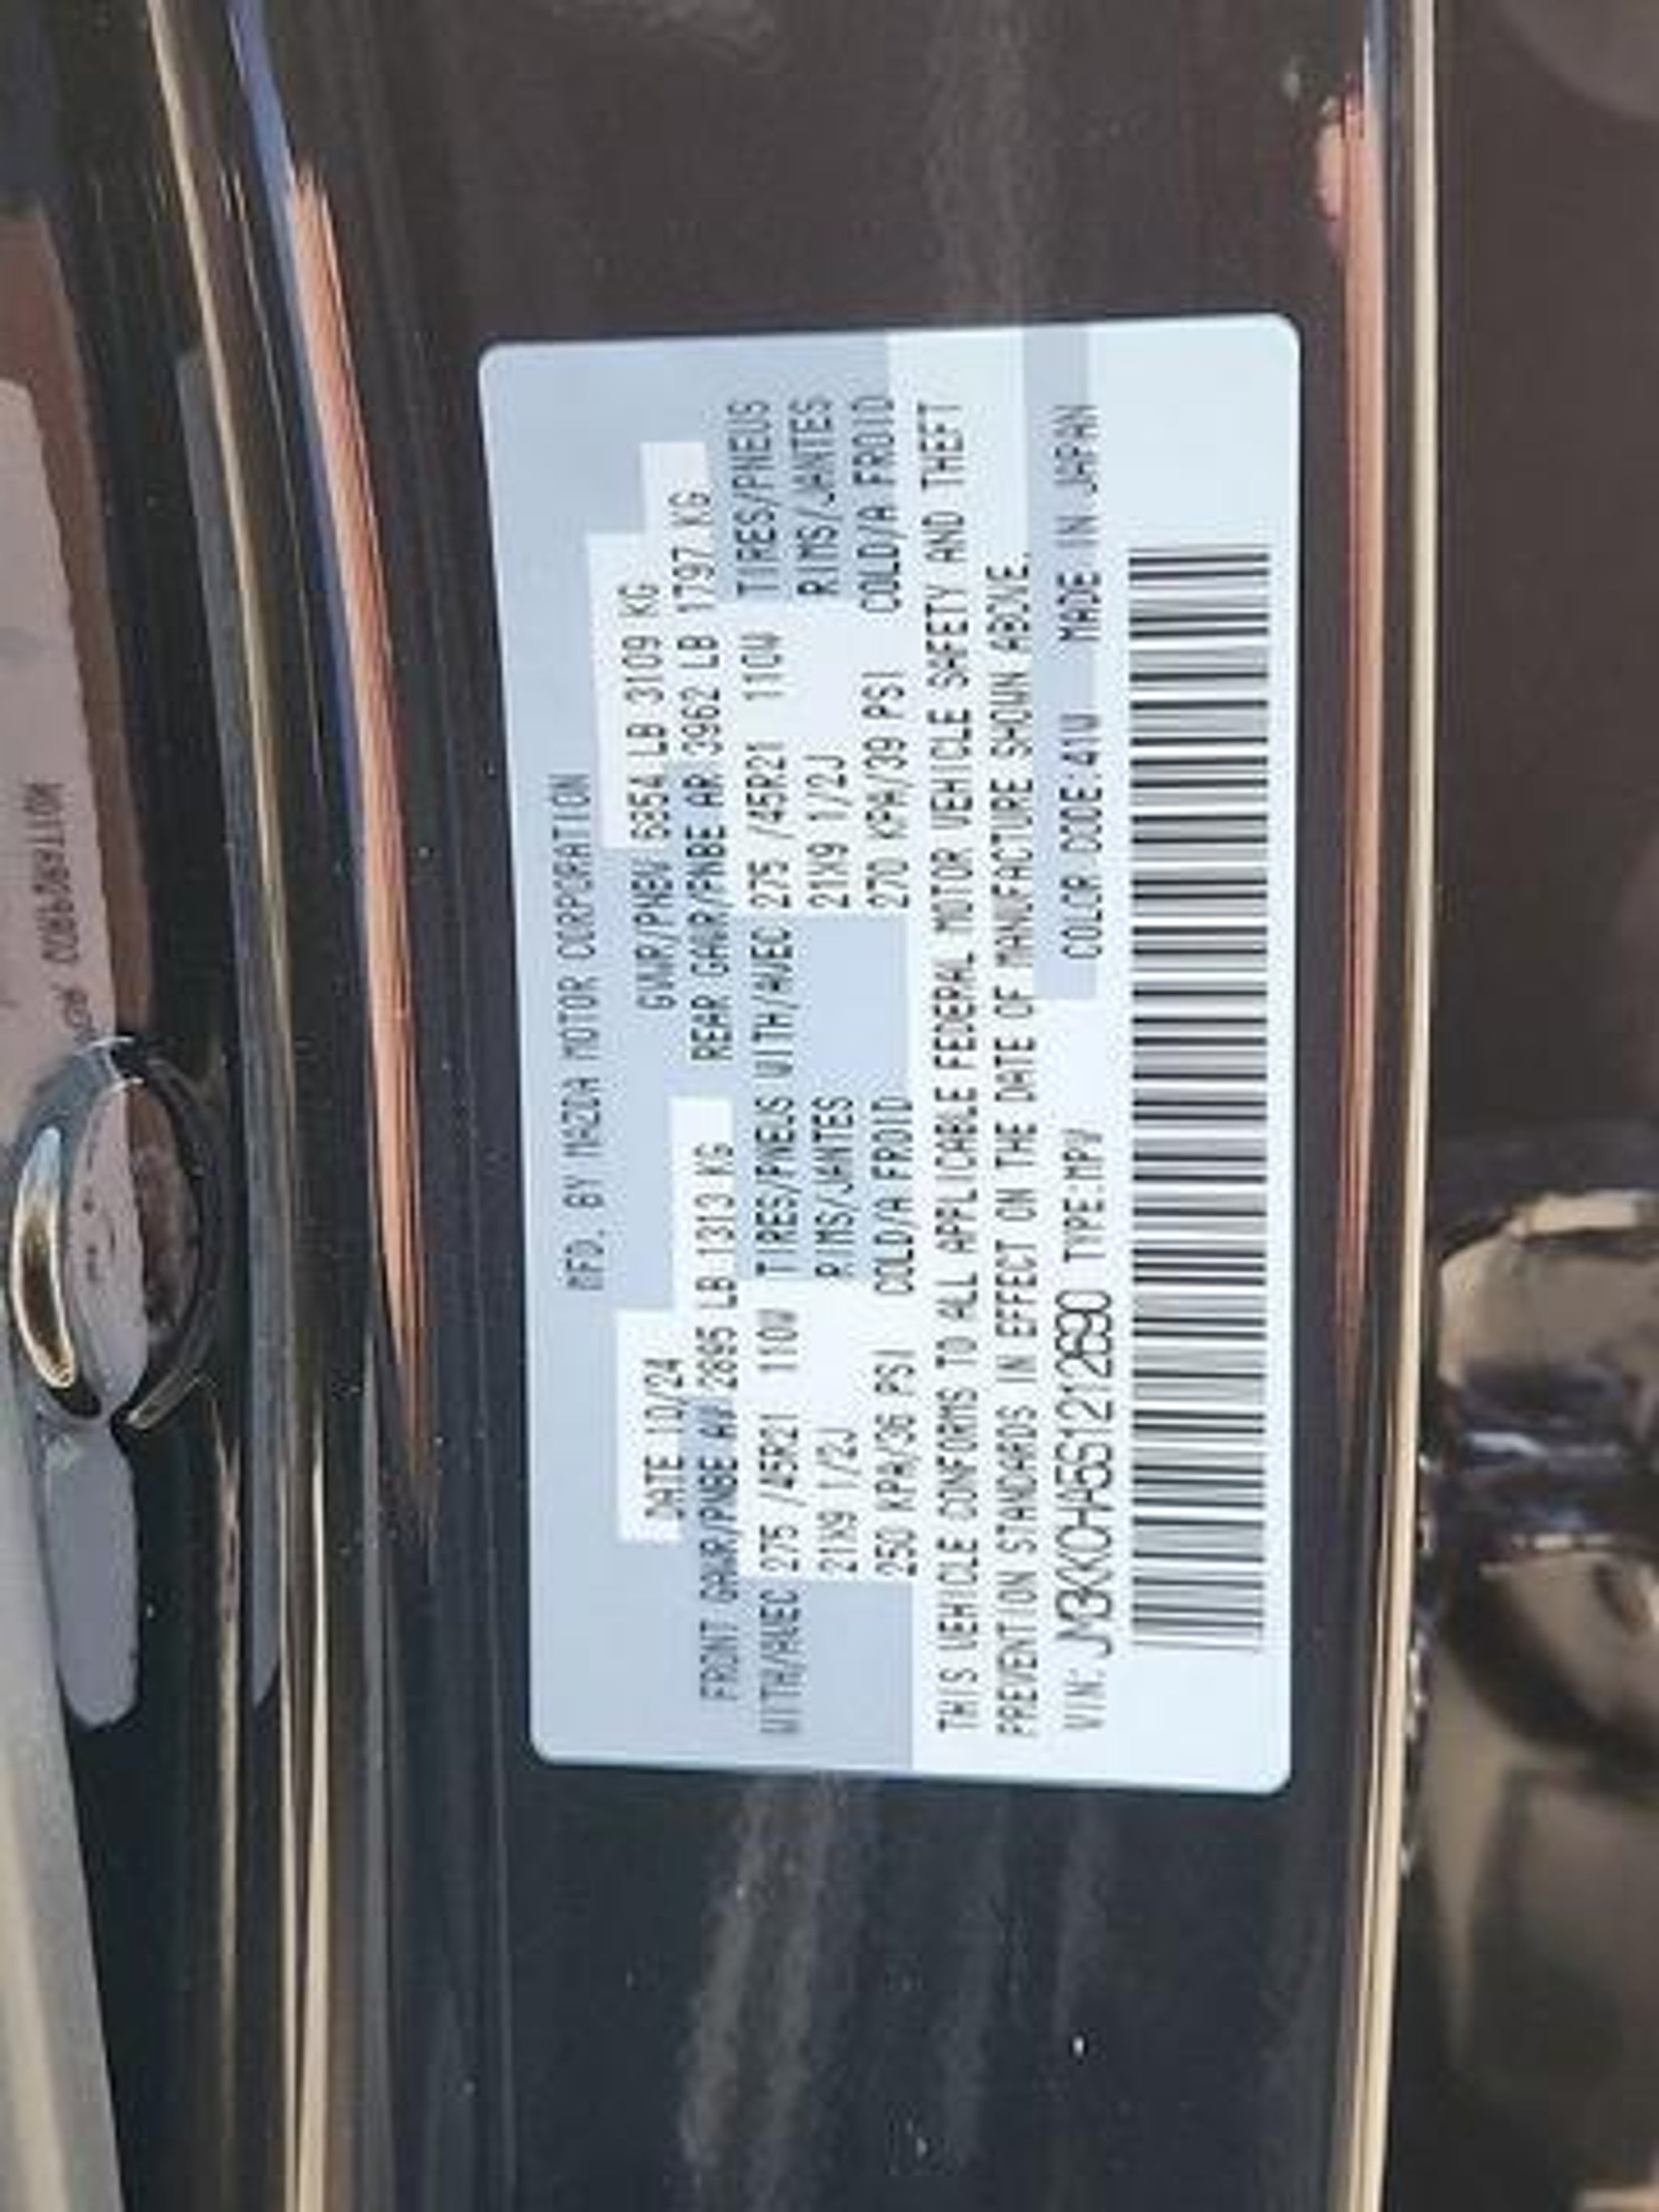 MFD. BY MAZDA MOTOR CORPORATION
DATE 10/24 GVWR/PNBV 6854 LB 3109 KG
FRONT GAWR/PNBE AV 2895 LB 1313 KG REAR GAWR/PNBE AR 3962 LB 1797 KG
WITH/AVEC 275 /45R21 110W TIRES/PNEUS WITH/AVEC 275 /45R21 110W TIRES/PNEUS
21X9 1/2J RIMS/JANTES 21X9 1/2J RIMS/JANTES
250 KPA/36 PSI COLD/A FROID 270 KPA/39 PSI COLD/A FROID
THIS VEHICLE CONFORMS TO ALL APPLICABLE FEDERAL MOTOR VEHICLE SAFETY AND THEFT
PREVENTION STANDARDS IN EFFECT ON THE DATE OF MANUFACTURE SHOWN ABOVE.
VIN: JM3KKCHA5S1212690 TYPE:MPV COLOR CODE:41W MADE IN JAPAN